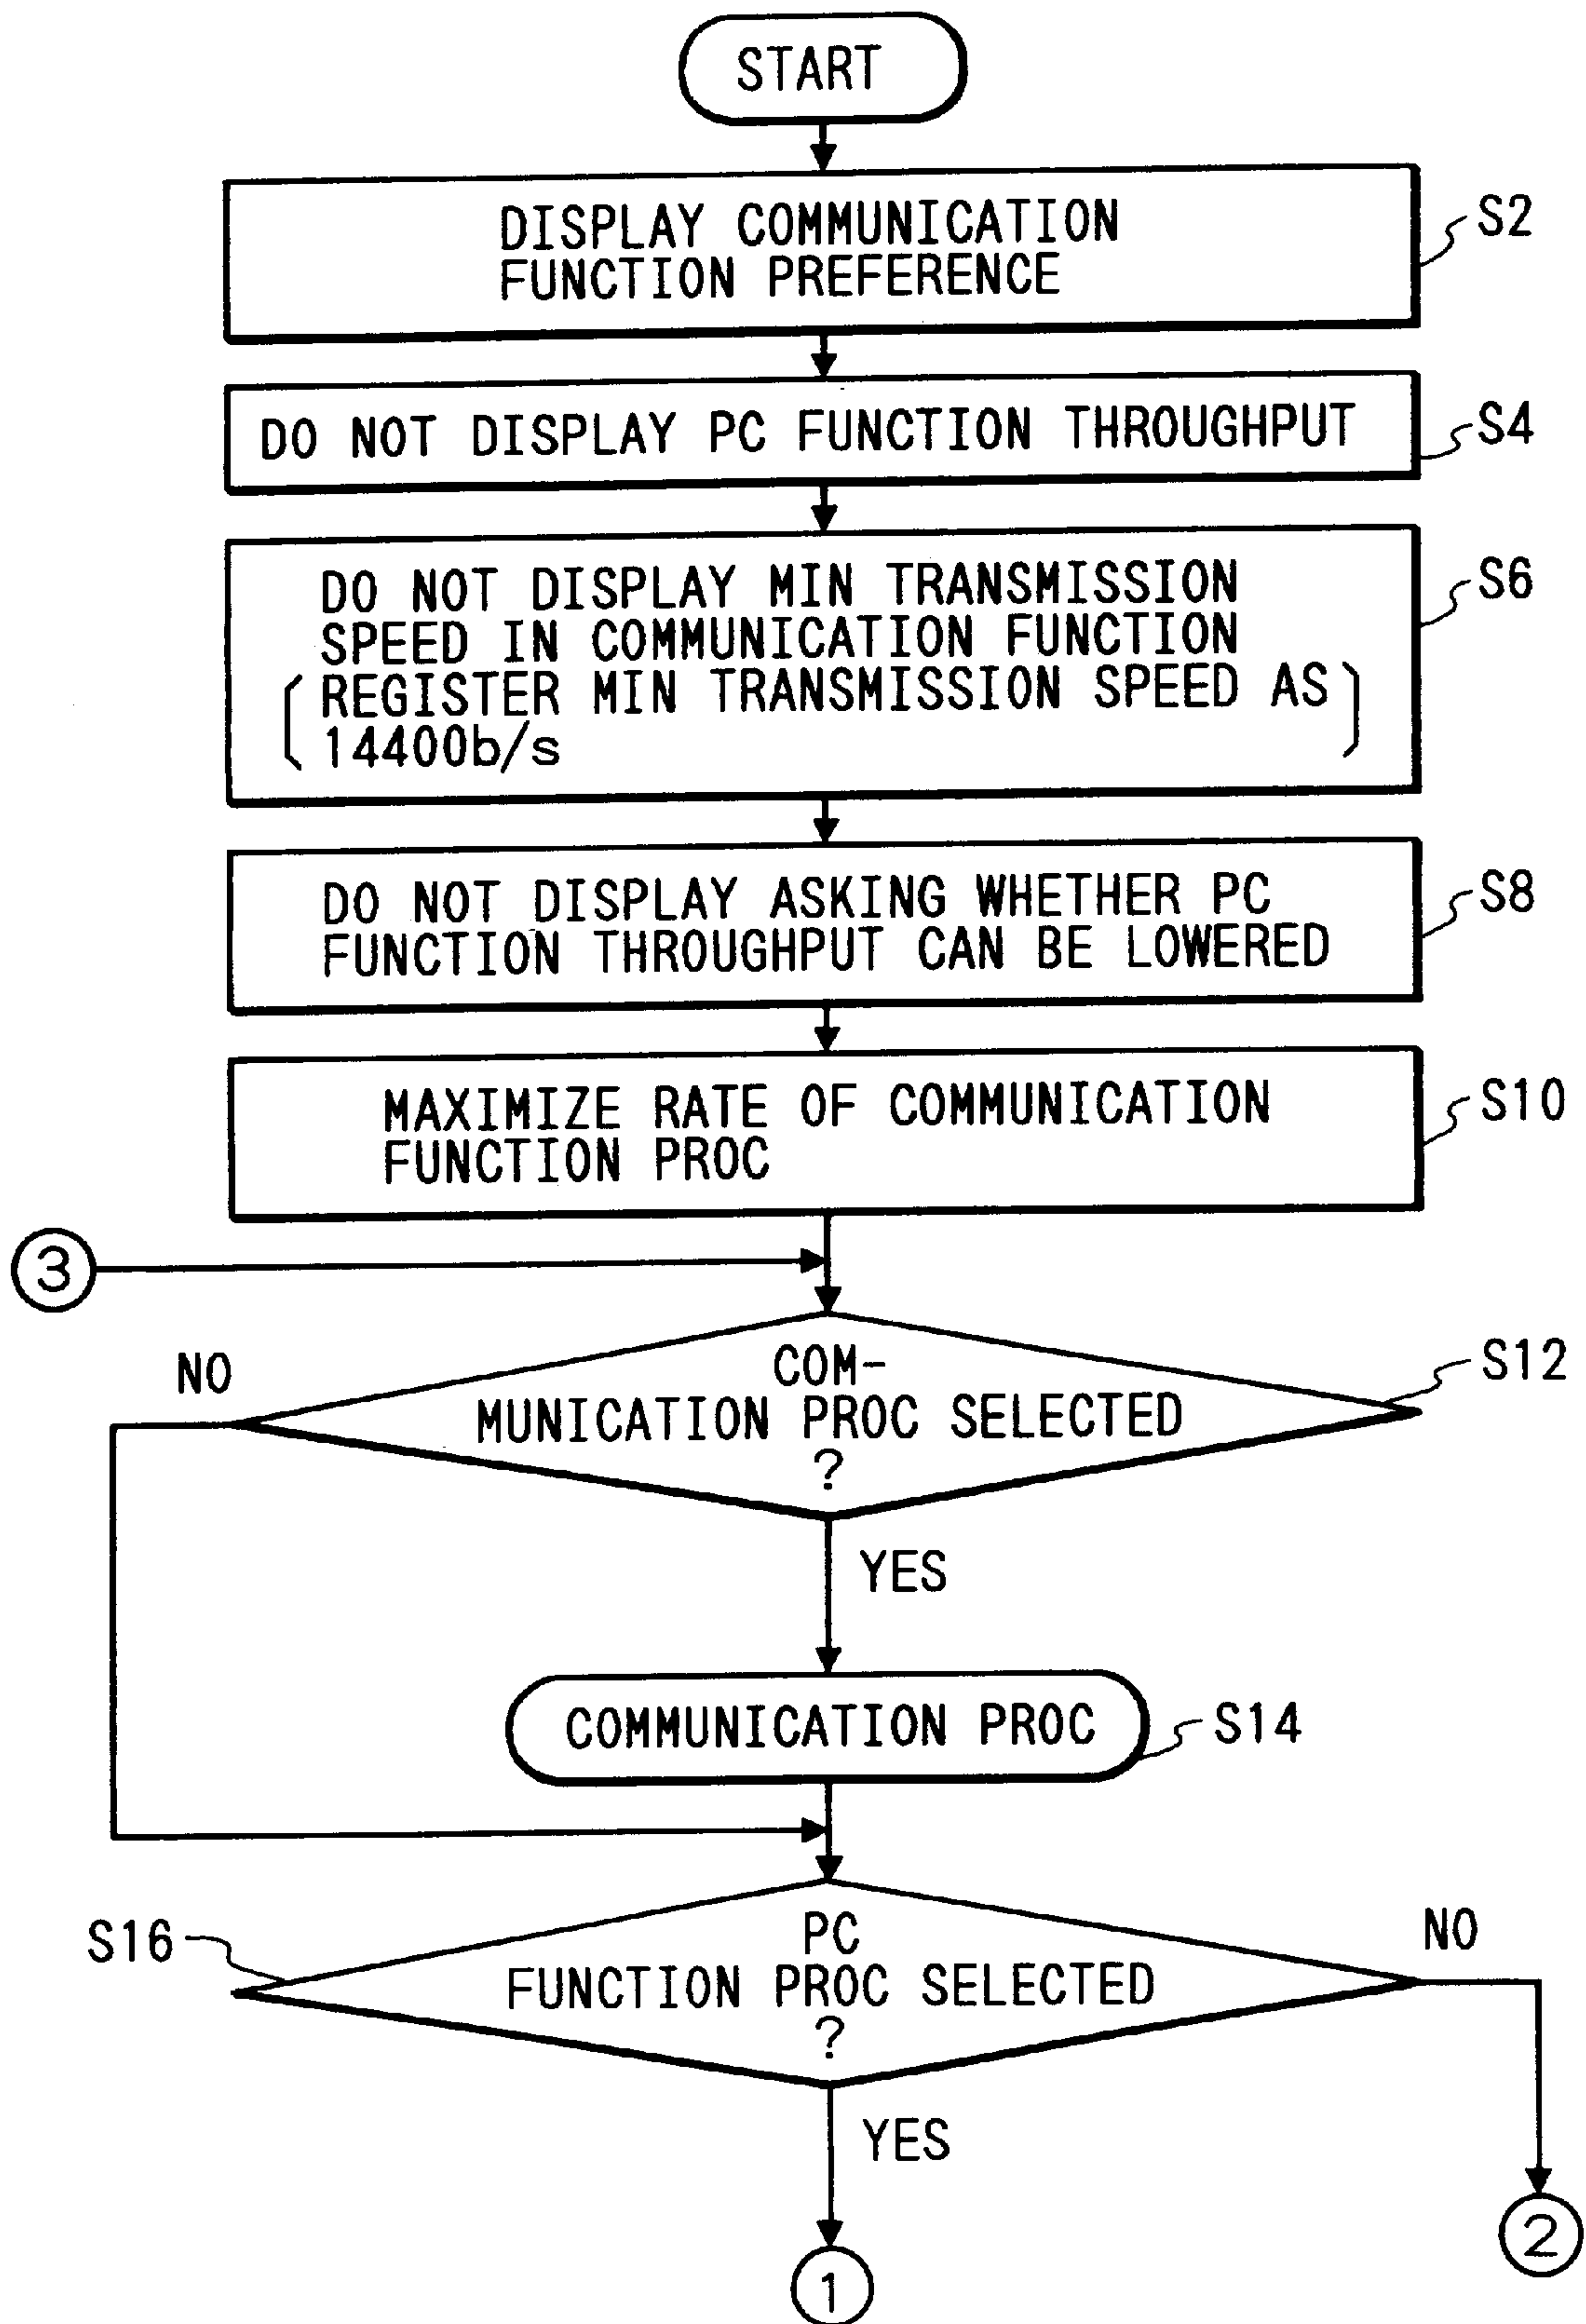 START
DISPLAY COMMUNICATION
FUNCTION PREFERENCE
S2
DO NOT DISPLAY PC FUNCTION THROUGHPUT
S4
DO NOT DISPLAY MIN TRANSMISSION
SPEED IN COMMUNICATION FUNCTION
REGISTER MIN TRANSMISSION SPEED AS
14400b/s
S6
DO NOT DISPLAY ASKING WHETHER PC
FUNCTION THROUGHPUT CAN BE LOWERED
S8
MAXIMIZE RATE OF COMMUNICATION
FUNCTION PROC
S10
3
NO
COM-
MUNICATION PROC SELECTED
?
S12
YES
COMMUNICATION PROC
S14
S16
PC
FUNCTION PROC SELECTED
?
NO
YES
2
1